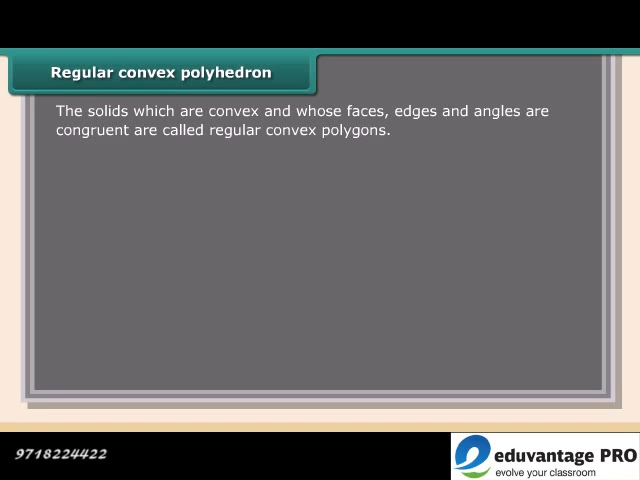 Regular convex polyhedron
The solids which are convex and whose faces, edges and angles are
congruent are called regular convex polygons.
9718224422
eduvantage PRO
evolve your classroom